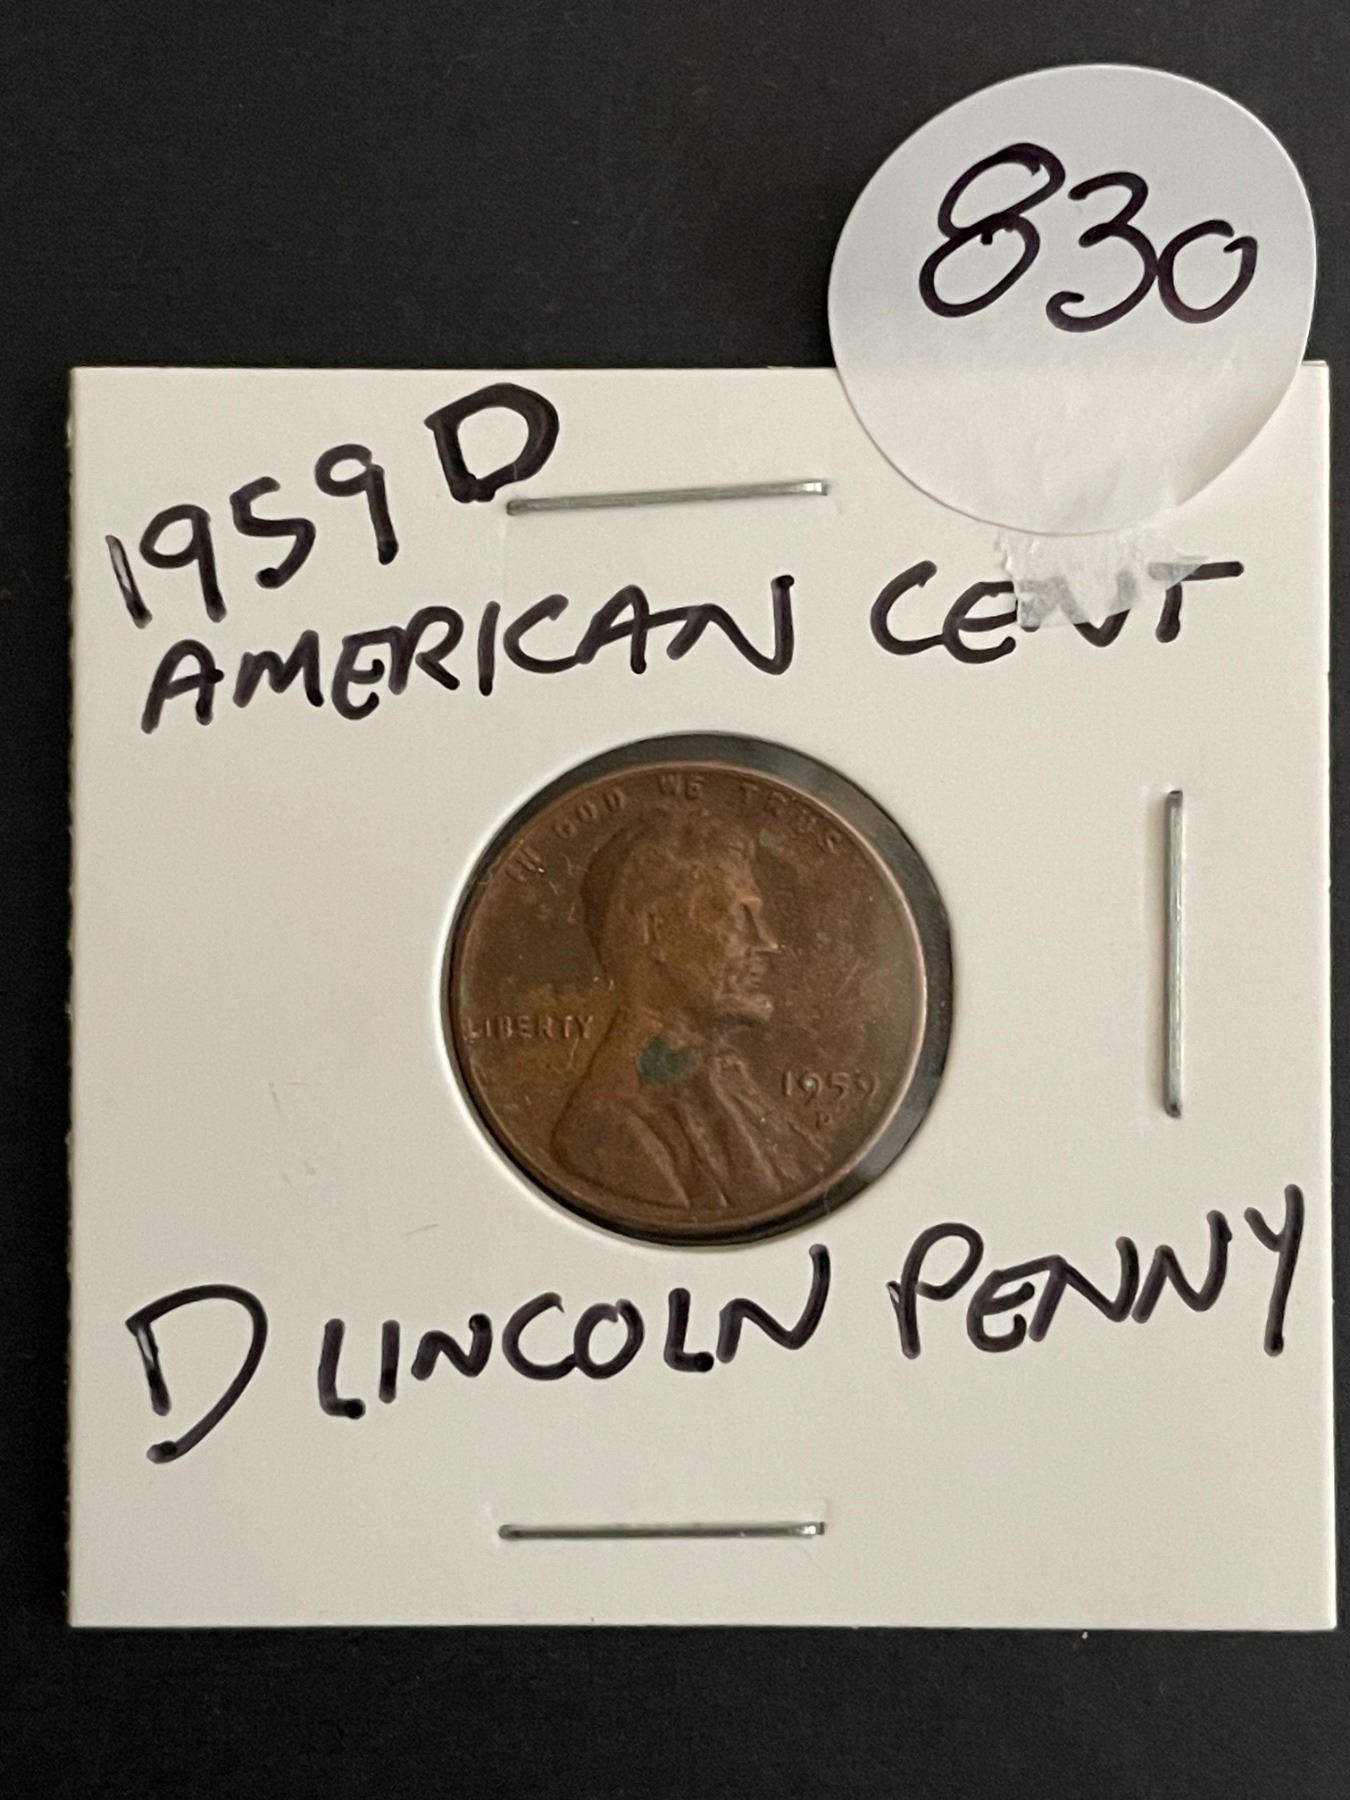 830
1959 D
AMERICAN CENT
IN GOD WE TRUST
LIBERTY
1959
D
D LINCOLN PENNY